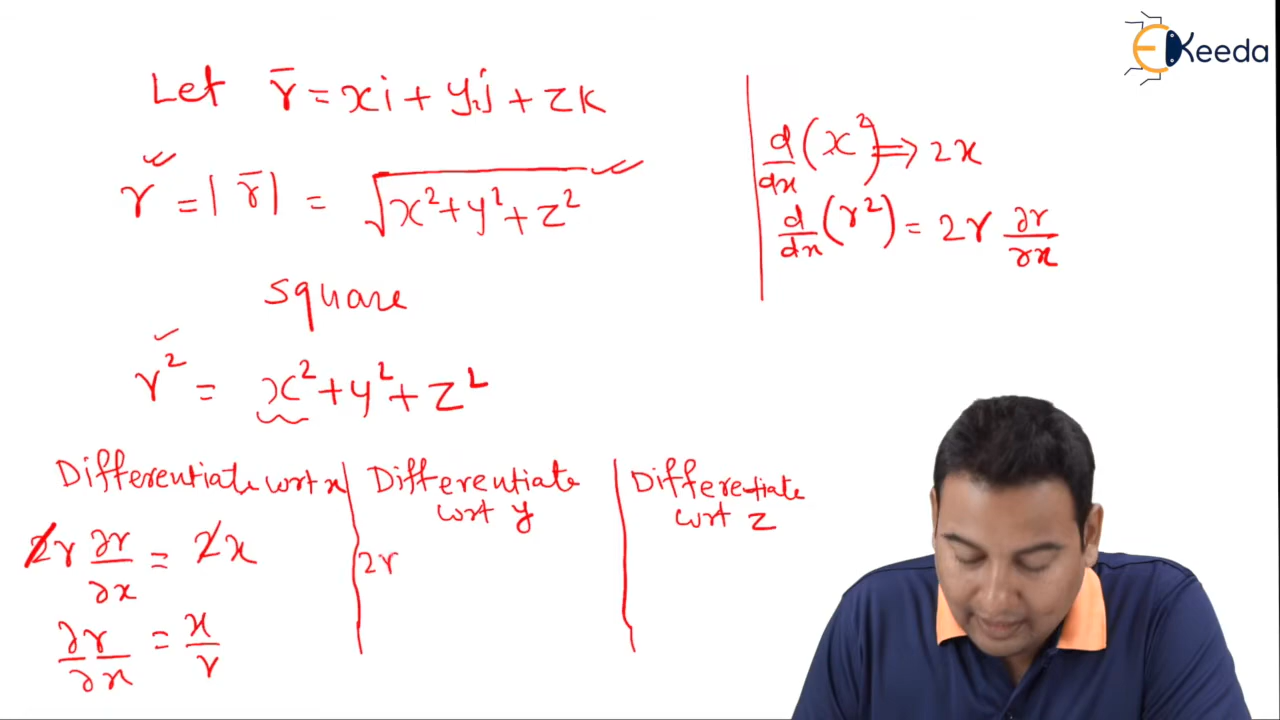 EKeeda
Let r̄ = xi + yj + zk
r = |r̄| = √x²+y²+z²
square
r² = x²+y²+z²
d/dx (x²) ⇒ 2x
d/dx (r²) = 2r ∂r/∂x
Differentiate wrt x
2r ∂r/∂x = 2x
∂r/∂x = x/r
Differentiate
wrt y
2r
Differentiate
wrt z